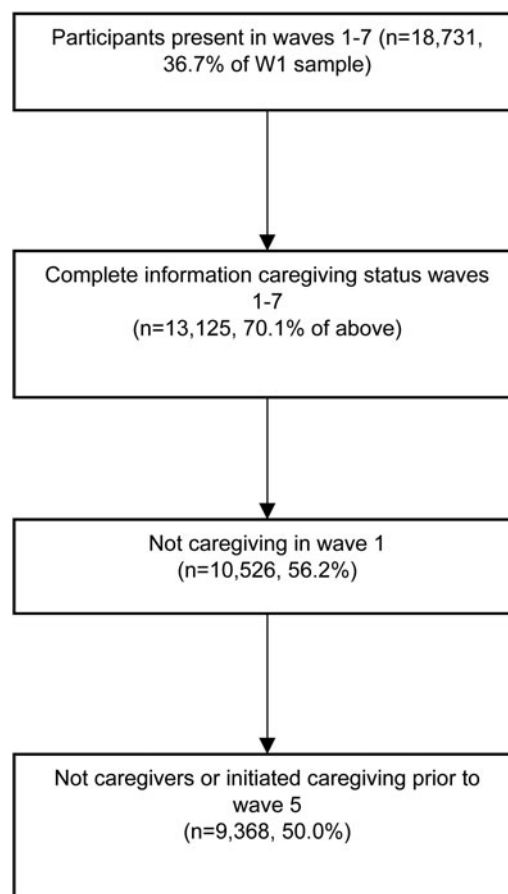 Participants present in waves 1-7 (n=18,731,
36.7% of W1 sample)
Complete information caregiving status waves
1-7
(n=13,125, 70.1% of above)
Not caregiving in wave 1
(n=10,526, 56.2%)
Not caregivers or initiated caregiving prior to
wave 5
(n=9,368, 50.0%)